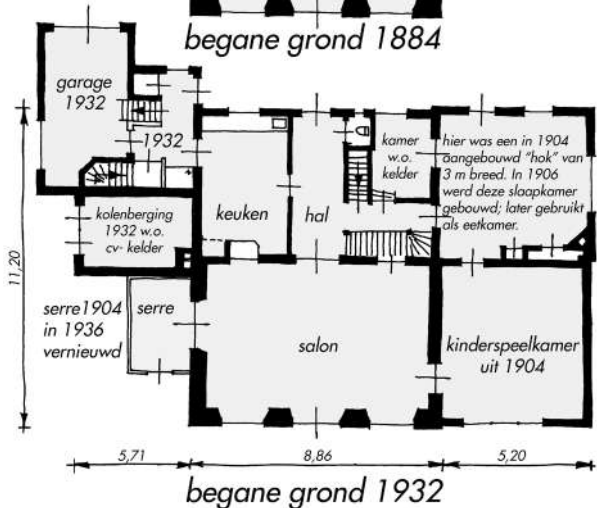 begane grond 1884
garage
1932
1932
kamer
w.o.
kelder
hier was een in 1904
aangebouwd "hok" van
3 m breed. In 1906
werd deze slaapkamer
gebouwd; later gebruikt
als eetkamer.
keuken
hal
kolenberging
1932 w.o.
cv- kelder
11,20
serre 1904
in 1936
vernieuwd
serre
salon
kinderspeelkamer
uit 1904
5,71
8,86
5,20
begane grond 1932